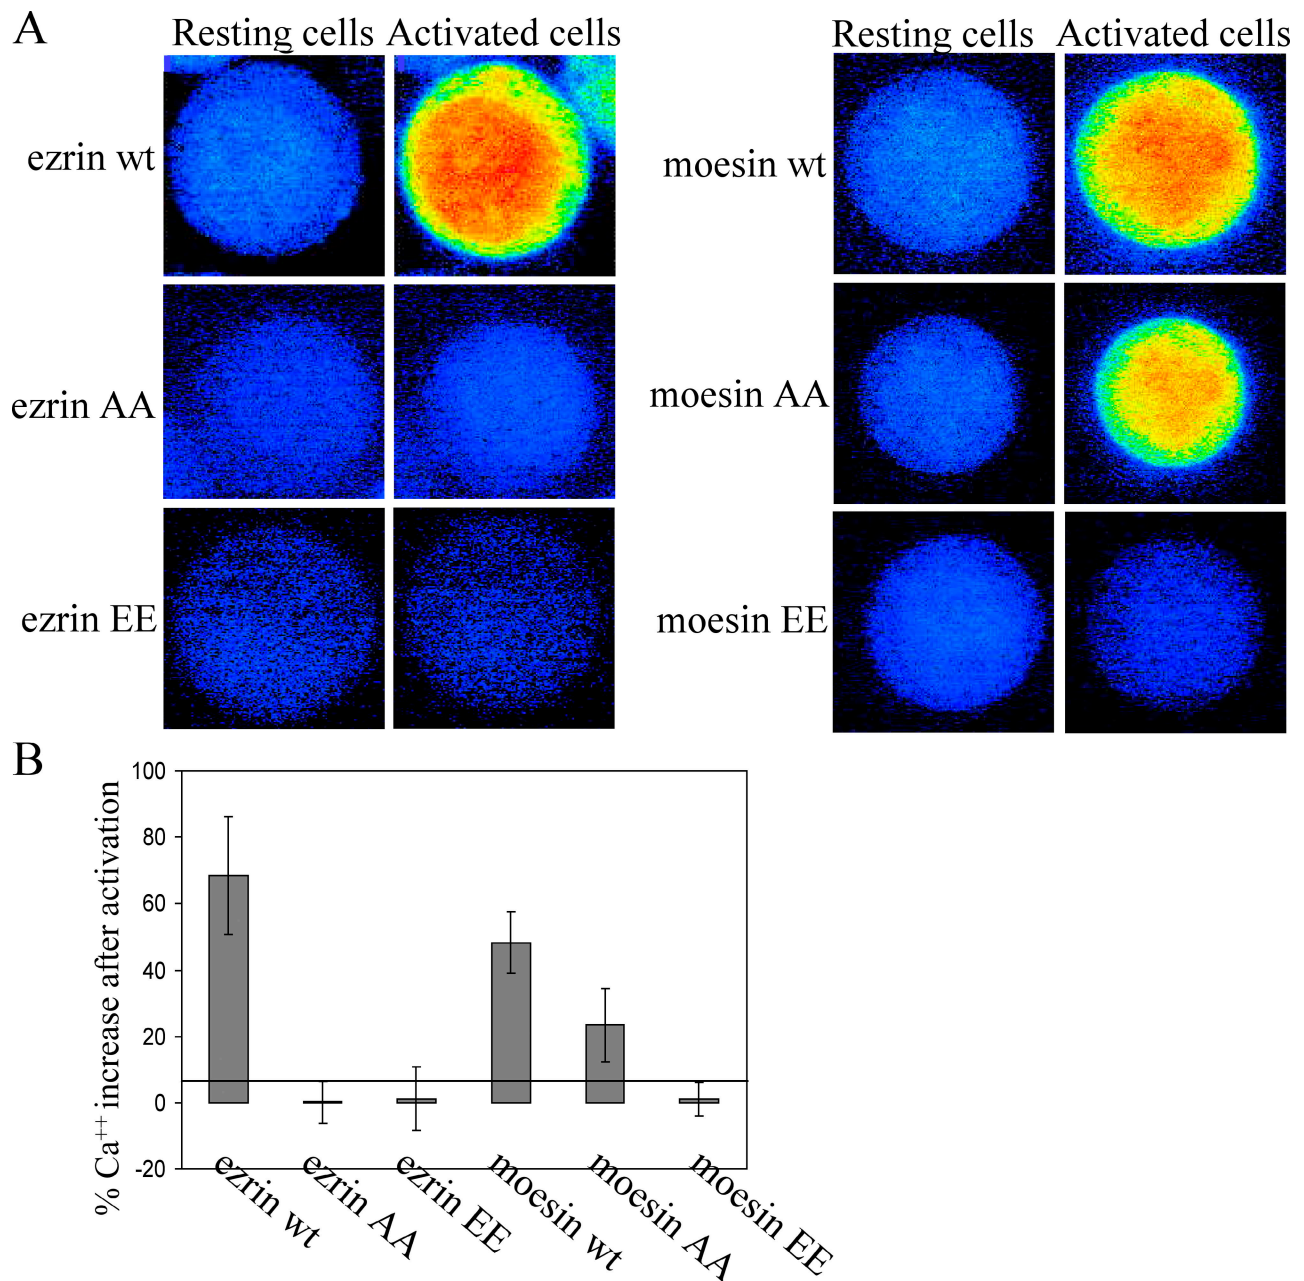 A
Resting cells Activated cells
Resting cells Activated cells
ezrin wt
moesin wt
ezrin AA
moesin AA
ezrin EE
moesin EE
B
% Ca++ increase after activation
100
80
60
40
20
0
-20
ezrin wt
ezrin AA
ezrin EE
moesin wt
moesin AA
moesin EE